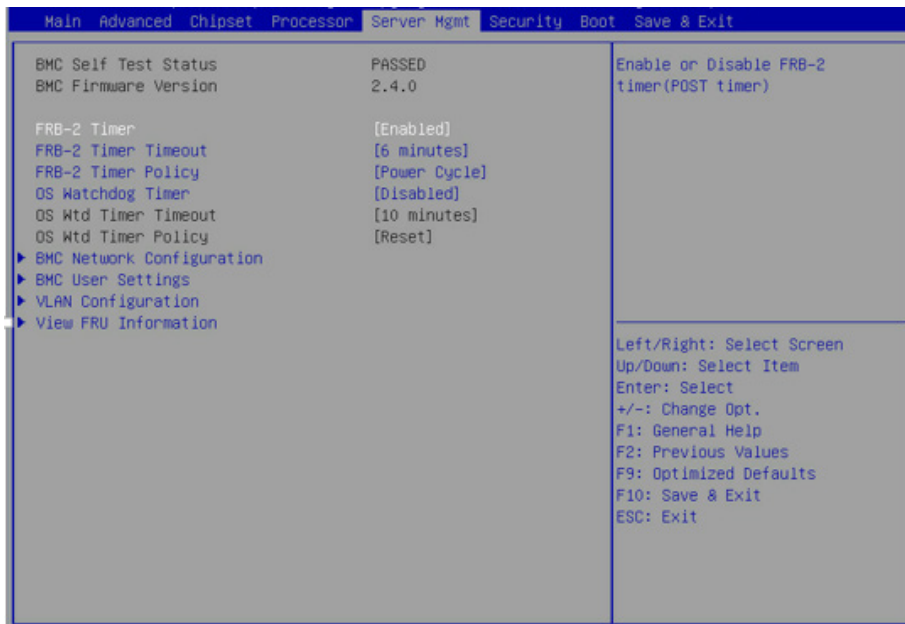 Main Advanced Chipset Processor Server Mgmt Security Boot Save & Exit
BMC Self Test Status PASSED
BMC Firmware Version 2.4.0
FRB-2 Timer [Enabled]
FRB-2 Timer Timeout [6 minutes]
FRB-2 Timer Policy [Power Cycle]
OS Watchdog Timer [Disabled]
OS Wtd Timer Timeout [10 minutes]
OS Wtd Timer Policy [Reset]
BMC Network Configuration
BMC User Settings
VLAN Configuration
View FRU Information
Enable or Disable FRB-2
timer(POST timer)
Left/Right: Select Screen
Up/Down: Select Item
Enter: Select
+/-: Change Opt.
F1: General Help
F2: Previous Values
F9: Optimized Defaults
F10: Save & Exit
ESC: Exit